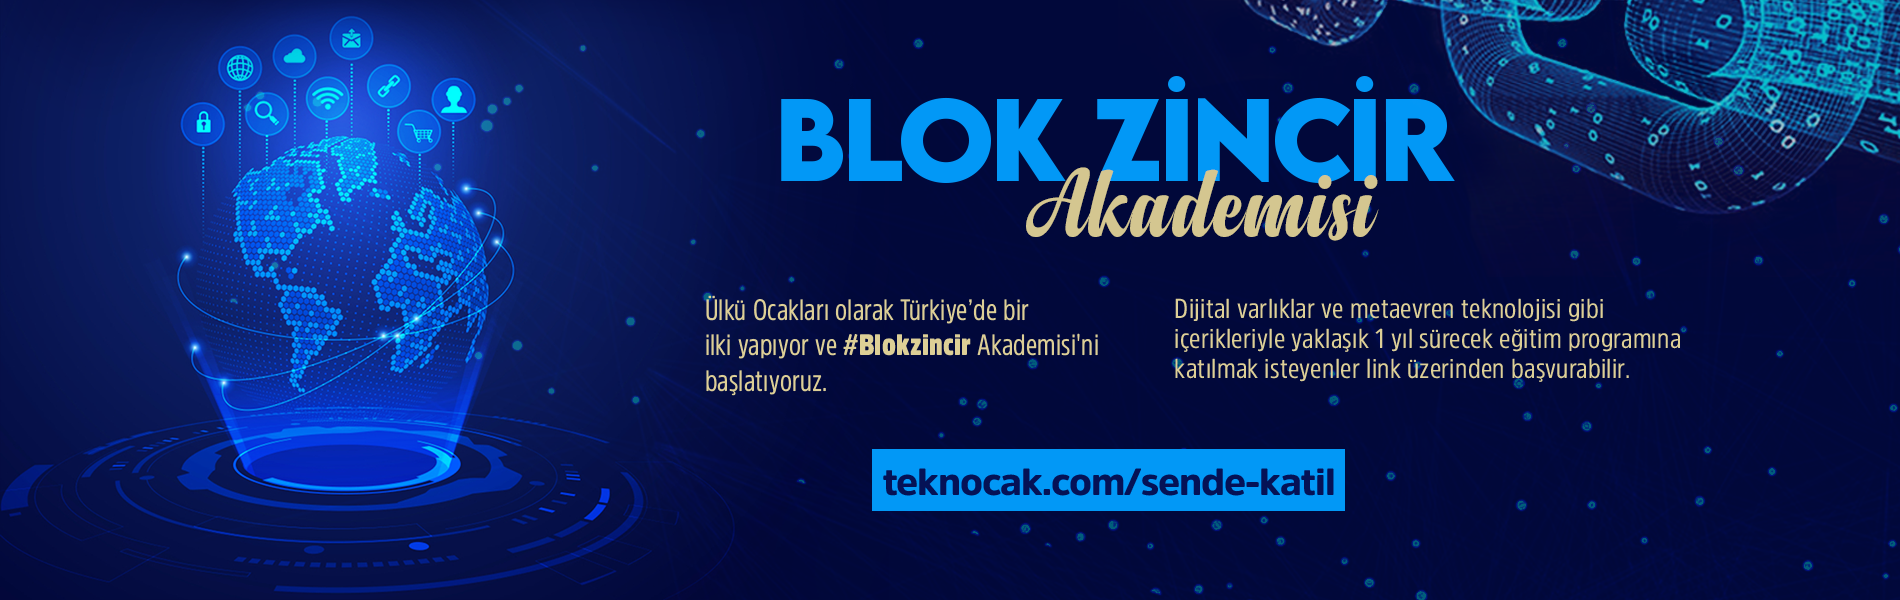 BLOK ZİNCİR
Akademisi
Ülkü Ocakları olarak Türkiye'de bir
ilki yapıyor ve #Blokzincir Akademisi'ni
başlatıyoruz.
Dijital varlıklar ve metaevren teknolojisi gibi
içerikleriyle yaklaşık 1 yıl sürecek eğitim programına
katılmak isteyenler link üzerinden başvurabilir.
teknocak.com/sende-katil